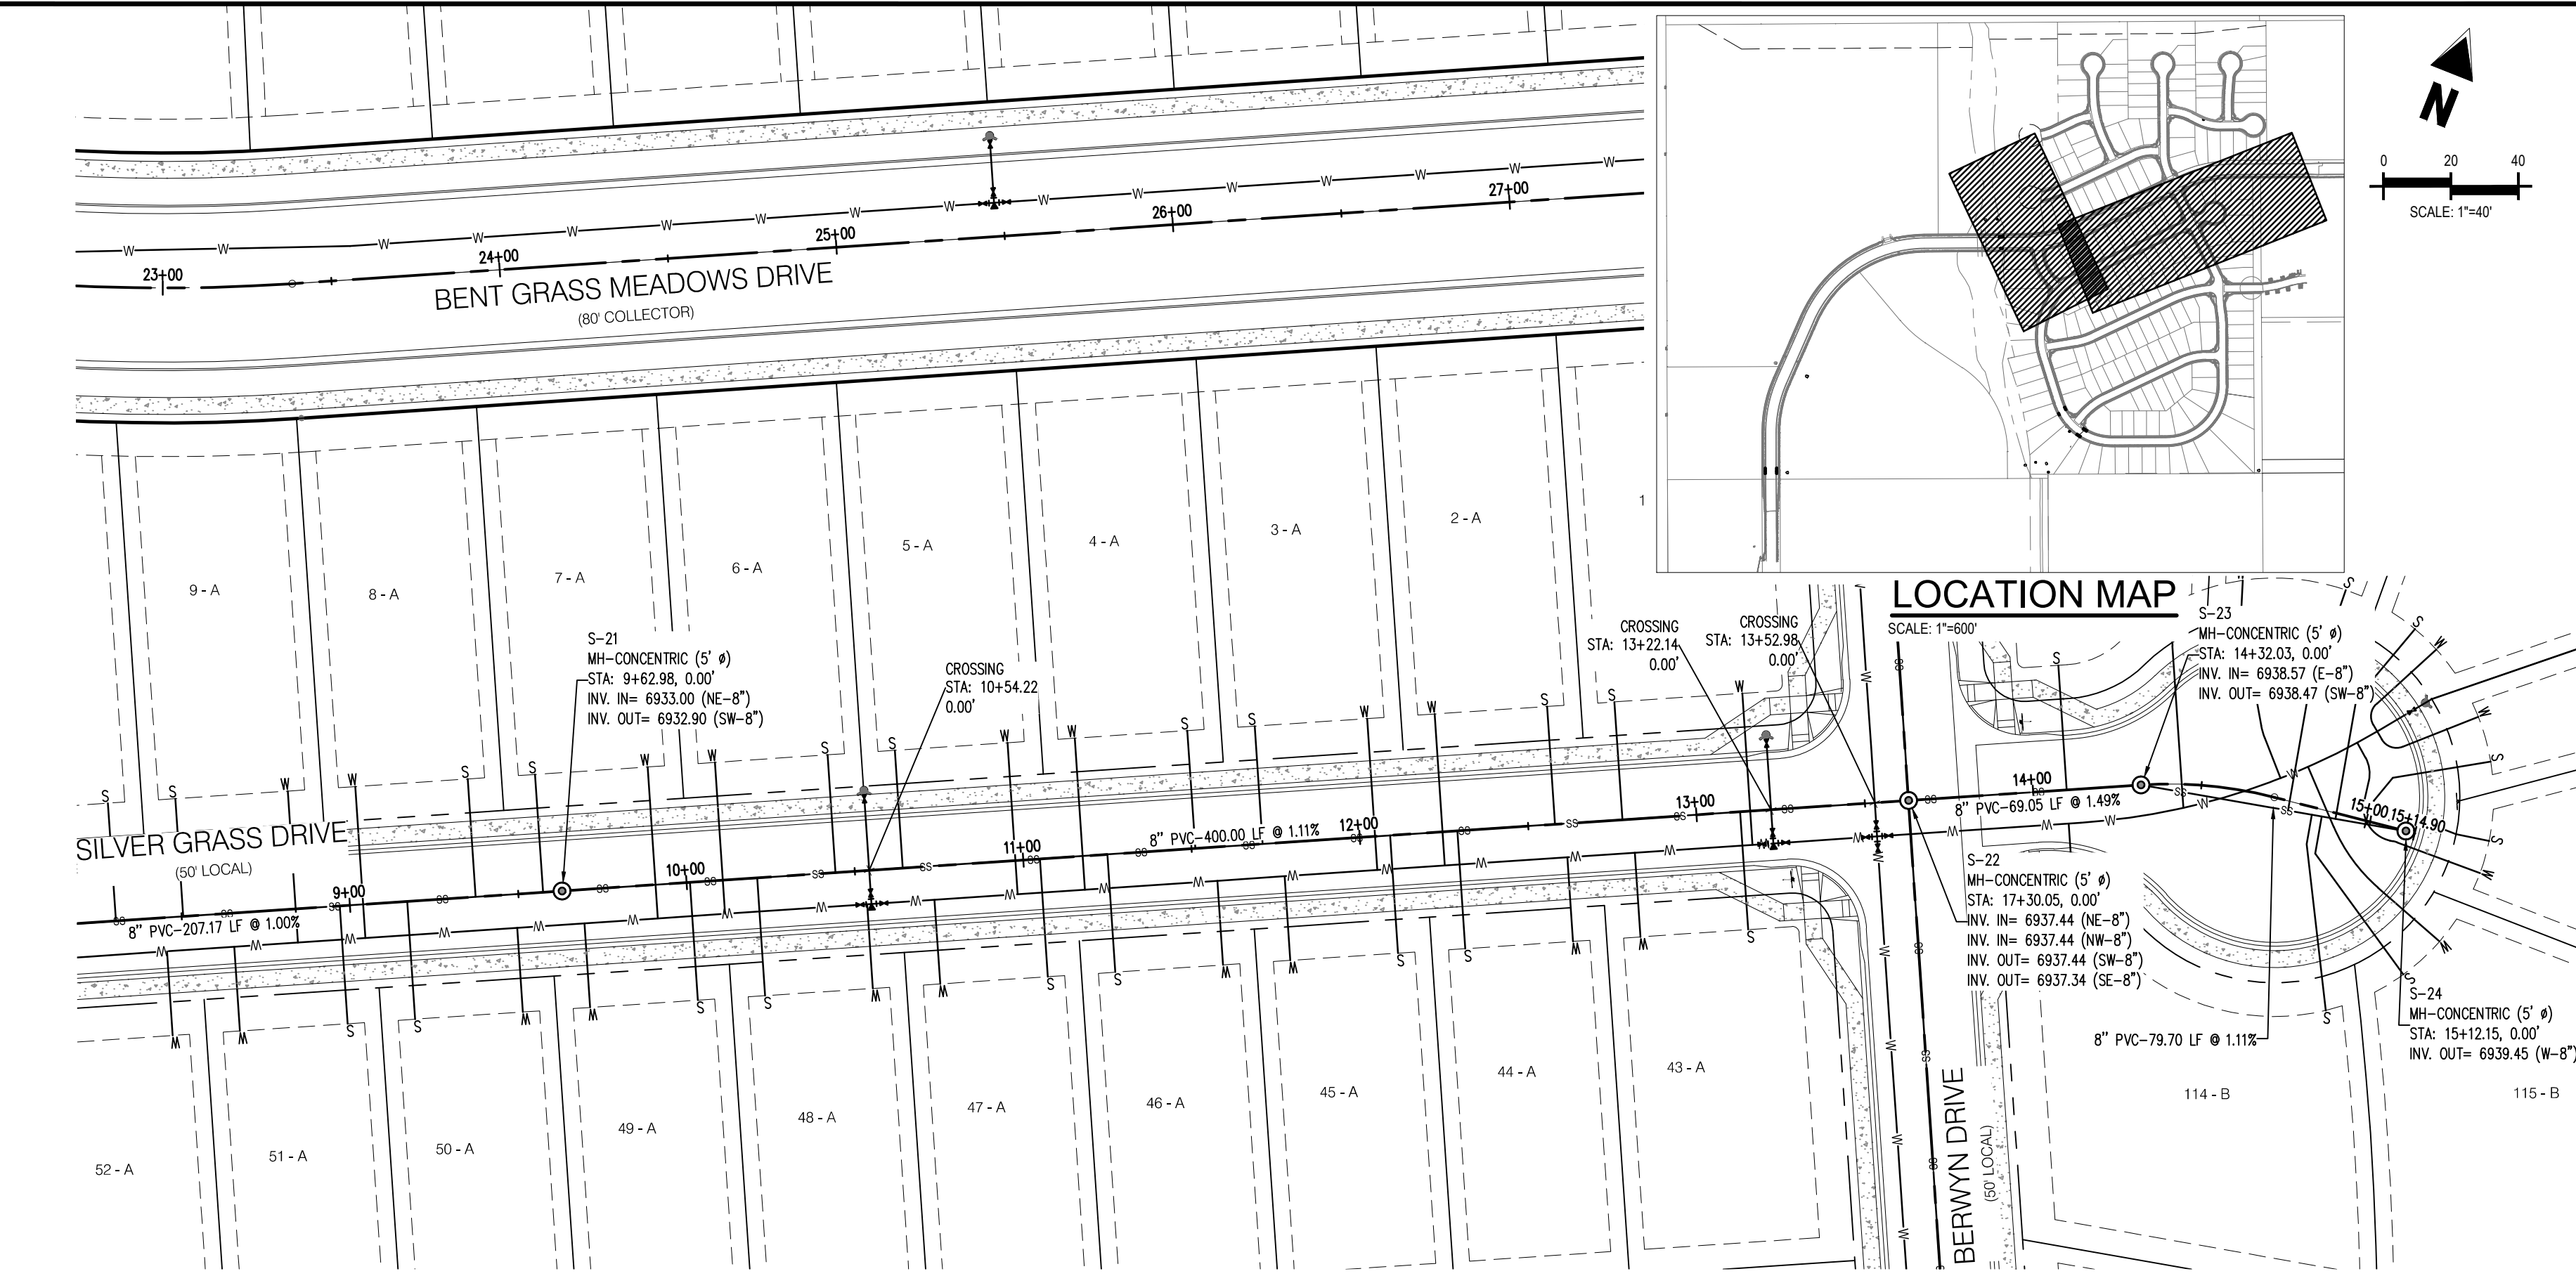 23+00
24+00
25+00
26+00
27+00
BENT GRASS MEADOWS DRIVE
(80' COLLECTOR)
N
0 20 40
SCALE: 1"=40'
LOCATION MAP
SCALE: 1"=600'
9 - A
8 - A
7 - A
6 - A
5 - A
4 - A
3 - A
2 - A
1
S-21
MH-CONCENTRIC (5' ø)
STA: 9+62.98, 0.00'
INV. IN= 6933.00 (NE-8")
INV. OUT= 6932.90 (SW-8")
CROSSING
STA: 10+54.22
0.00'
CROSSING
STA: 13+22.14
0.00'
CROSSING
STA: 13+52.98
0.00'
S-23
MH-CONCENTRIC (5' ø)
STA: 14+32.03, 0.00'
INV. IN= 6938.57 (E-8")
INV. OUT= 6938.47 (SW-8")
SILVER GRASS DRIVE
(50' LOCAL)
9+00
10+00
11+00
12+00
13+00
14+00
15+00
15+14.90
8" PVC-207.17 LF @ 1.00%
8" PVC-400.00 LF @ 1.11%
8" PVC-69.05 LF @ 1.49%
S-22
MH-CONCENTRIC (5' ø)
STA: 17+30.05, 0.00'
INV. IN= 6937.44 (NE-8")
INV. IN= 6937.44 (NW-8")
INV. OUT= 6937.44 (SW-8")
INV. OUT= 6937.34 (SE-8")
8" PVC-79.70 LF @ 1.11%
S-24
MH-CONCENTRIC (5' ø)
STA: 15+12.15, 0.00'
INV. OUT= 6939.45 (W-8")
BERWYN DRIVE
(50' LOCAL)
52 - A
51 - A
50 - A
49 - A
48 - A
47 - A
46 - A
45 - A
44 - A
43 - A
114 - B
115 - B